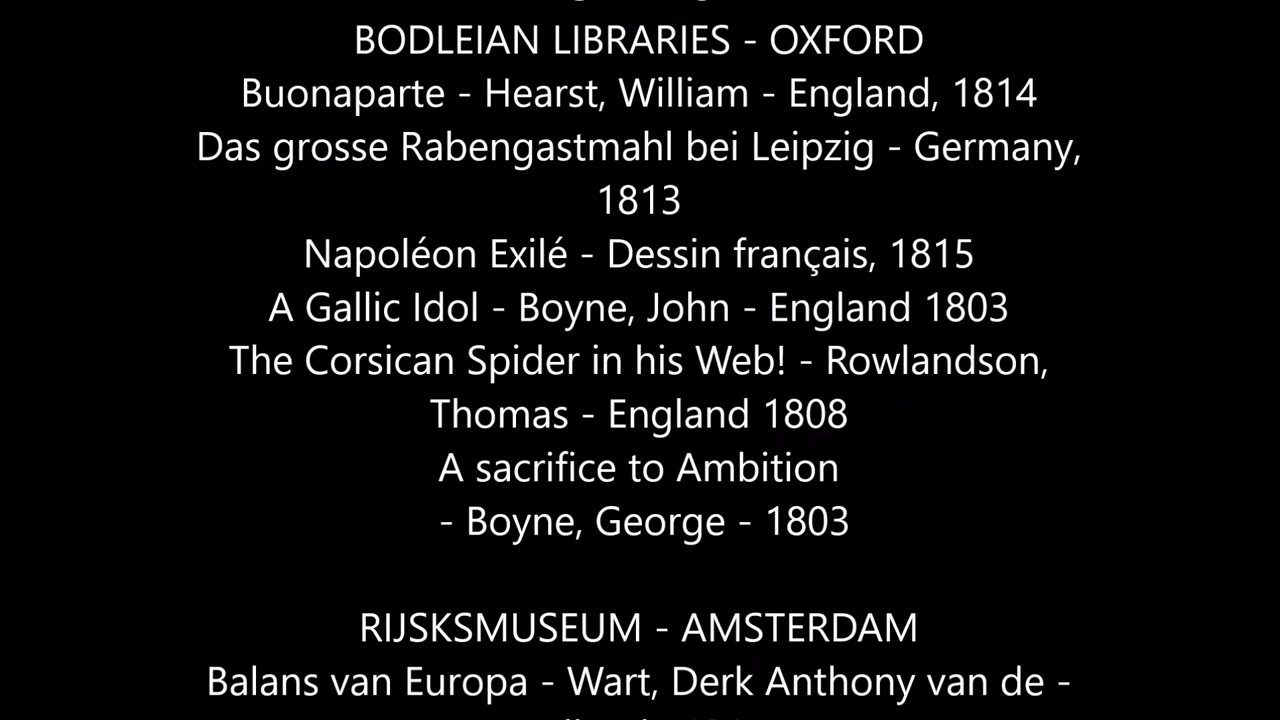 BODLEIAN LIBRARIES - OXFORD
Buonaparte - Hearst, William - England, 1814
Das grosse Rabengastmahl bei Leipzig - Germany,
1813
Napoléon Exilé - Dessin français, 1815
A Gallic Idol - Boyne, John - England 1803
The Corsican Spider in his Web! - Rowlandson,
Thomas - England 1808
A sacrifice to Ambition
- Boyne, George - 1803
RIJSKSMUSEUM - AMSTERDAM
Balans van Europa - Wart, Derk Anthony van de -